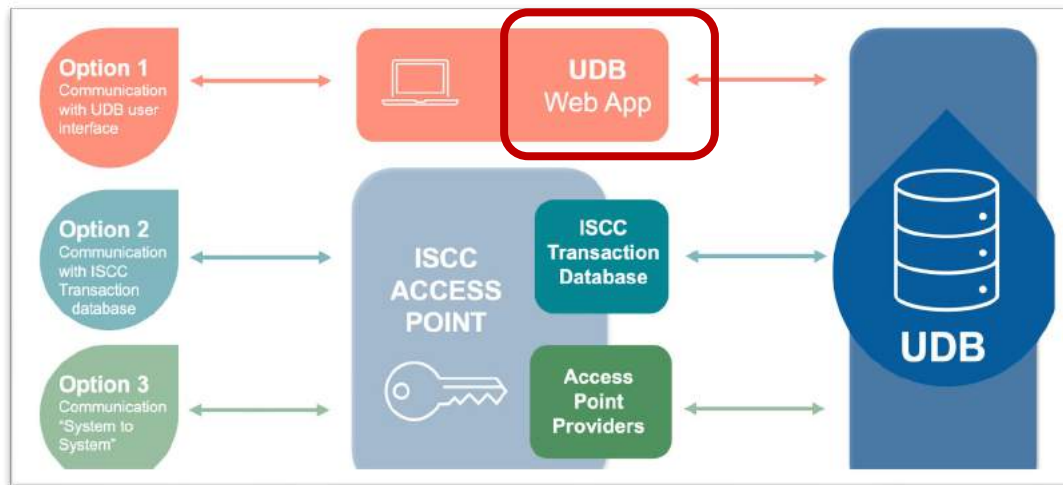 Option 1
Communication
with UDB user
interface
UDB
Web App
Option 2
Communication
with ISCC
Transaction
database
ISCC
ACCESS
POINT
ISCC
Transaction
Database
UDB
Option 3
Communication
"System to
System"
Access
Point
Providers